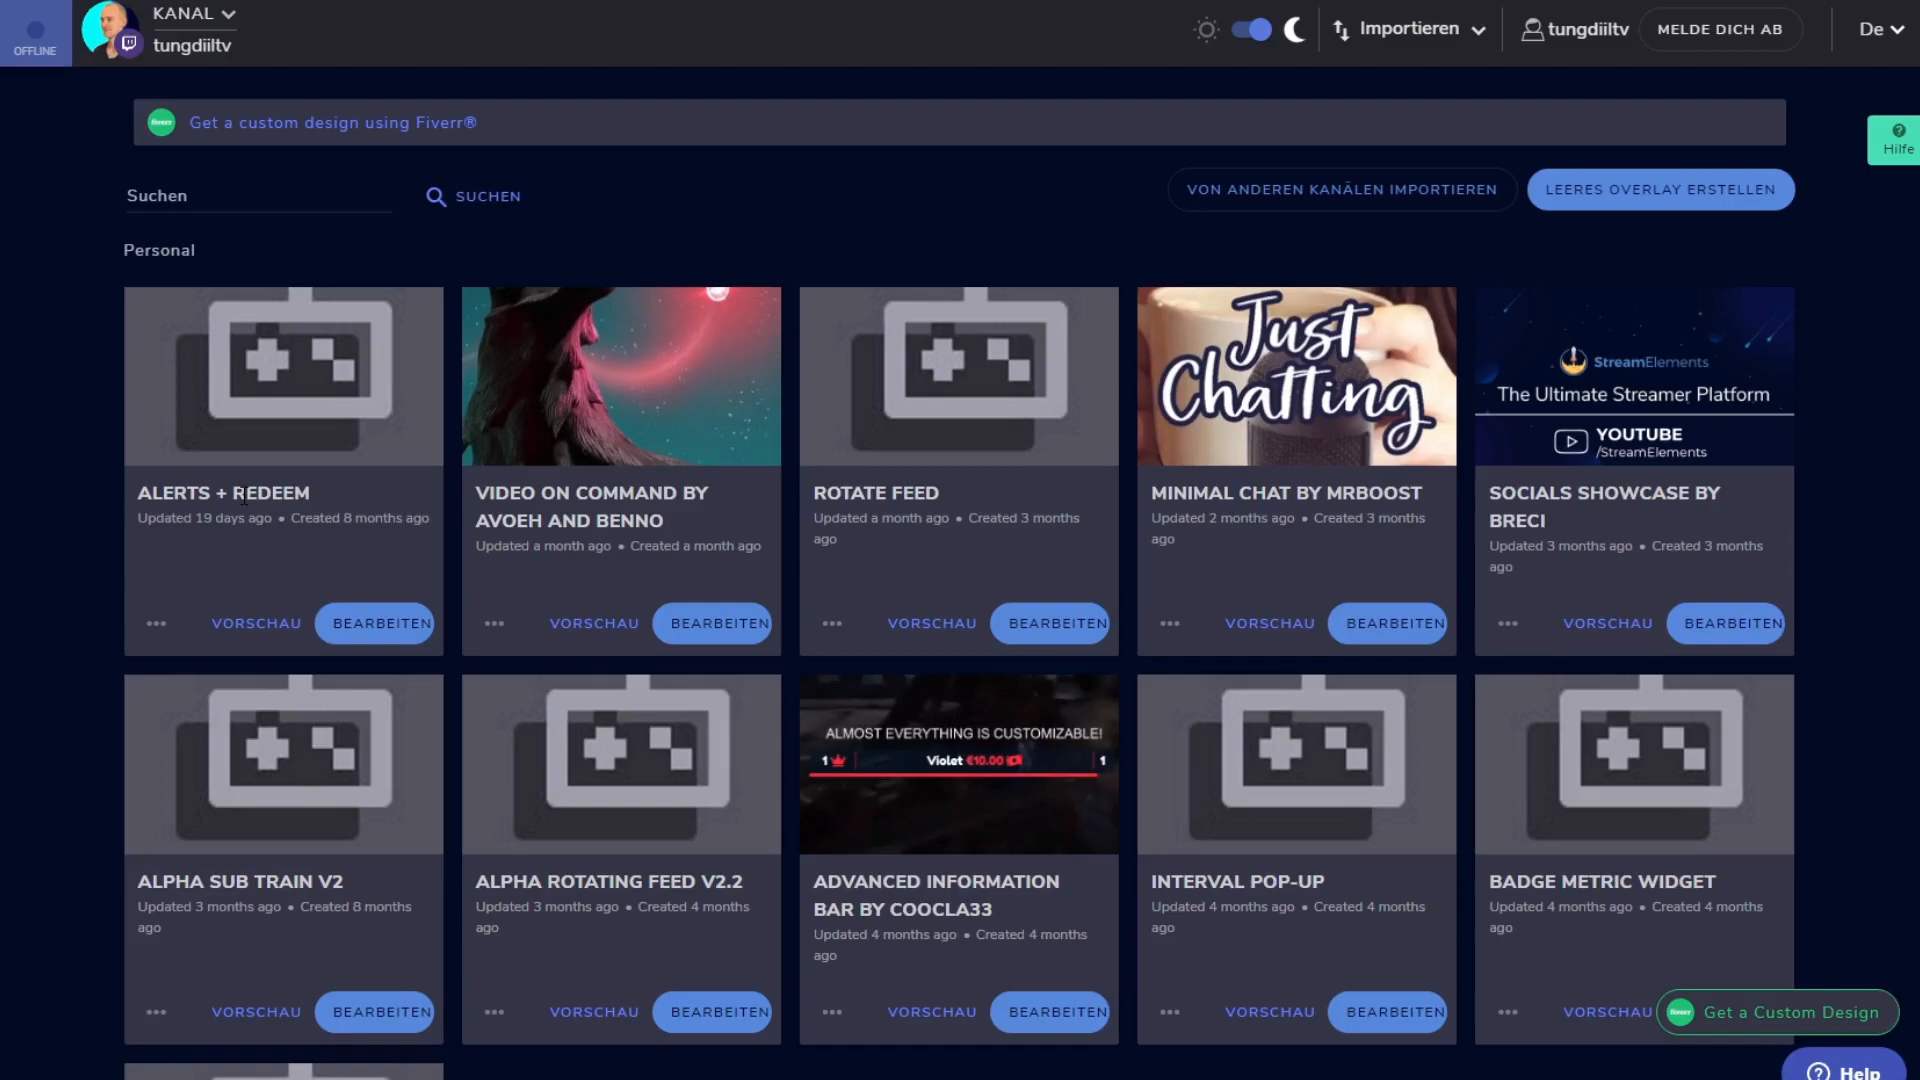 OFFLINE
KANAL
tungdiiltv
Importieren
tungdiiltv
MELDE DICH AB
De
fiverr
Get a custom design using Fiverr®
Hilfe
Suchen
SUCHEN
VON ANDEREN KANÄLEN IMPORTIEREN
LEERES OVERLAY ERSTELLEN
Personal
Just
Chatting
StreamElements
The Ultimate Streamer Platform
YOUTUBE
/StreamElements
ALERTS + REDEEM
Updated 19 days ago • Created 8 months ago
VORSCHAU
BEARBEITEN
VIDEO ON COMMAND BY
AVOEH AND BENNO
Updated a month ago • Created a month ago
VORSCHAU
BEARBEITEN
ROTATE FEED
Updated a month ago • Created 3 months
ago
VORSCHAU
BEARBEITEN
MINIMAL CHAT BY MRBOOST
Updated 2 months ago • Created 3 months
ago
VORSCHAU
BEARBEITEN
SOCIALS SHOWCASE BY
BRECI
Updated 3 months ago • Created 3 months
ago
VORSCHAU
BEARBEITEN
ALPHA SUB TRAIN V2
Updated 3 months ago • Created 8 months
ago
VORSCHAU
BEARBEITEN
ALPHA ROTATING FEED V2.2
Updated 3 months ago • Created 4 months
ago
VORSCHAU
BEARBEITEN
ALMOST EVERYTHING IS CUSTOMIZABLE!
1 Violet €10.00 1
ADVANCED INFORMATION
BAR BY COOCLA33
Updated 4 months ago • Created 4 months
ago
VORSCHAU
BEARBEITEN
INTERVAL POP-UP
Updated 4 months ago • Created 4 months
ago
VORSCHAU
BEARBEITEN
BADGE METRIC WIDGET
Updated 4 months ago • Created 4 months
ago
VORSCHAU
fiverr
Get a Custom Design
Help